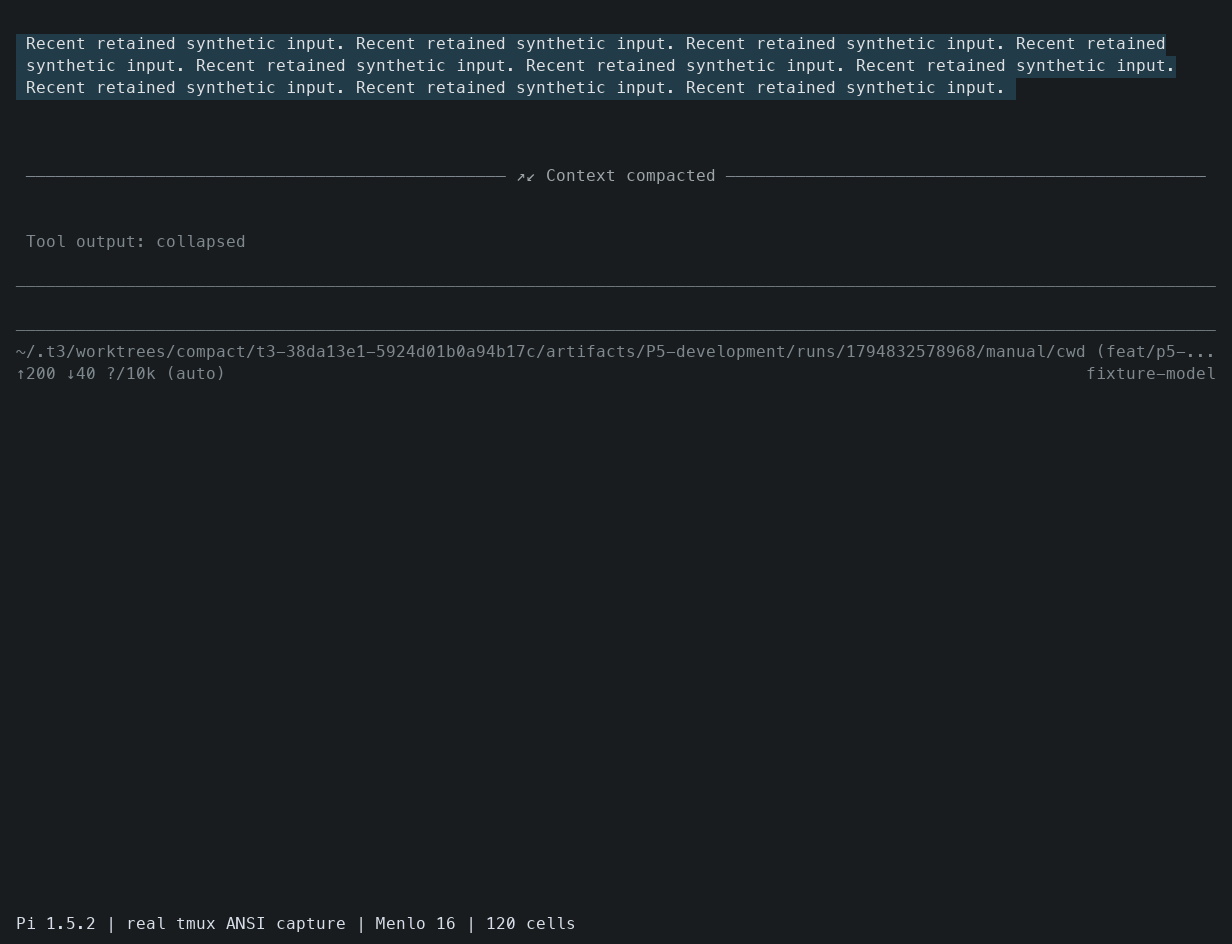 Recent retained synthetic input. Recent retained synthetic input. Recent retained synthetic input. Recent retained
synthetic input. Recent retained synthetic input. Recent retained synthetic input. Recent retained synthetic input.
Recent retained synthetic input. Recent retained synthetic input. Recent retained synthetic input.
↗↙ Context compacted
Tool output: collapsed
~/.t3/worktrees/compact/t3-38da13e1-5924d01b0a94b17c/artifacts/P5-development/runs/1794832578968/manual/cwd (feat/p5-...
↑200 ↓40 ?/10k (auto) fixture-model
Pi 1.5.2 | real tmux ANSI capture | Menlo 16 | 120 cells